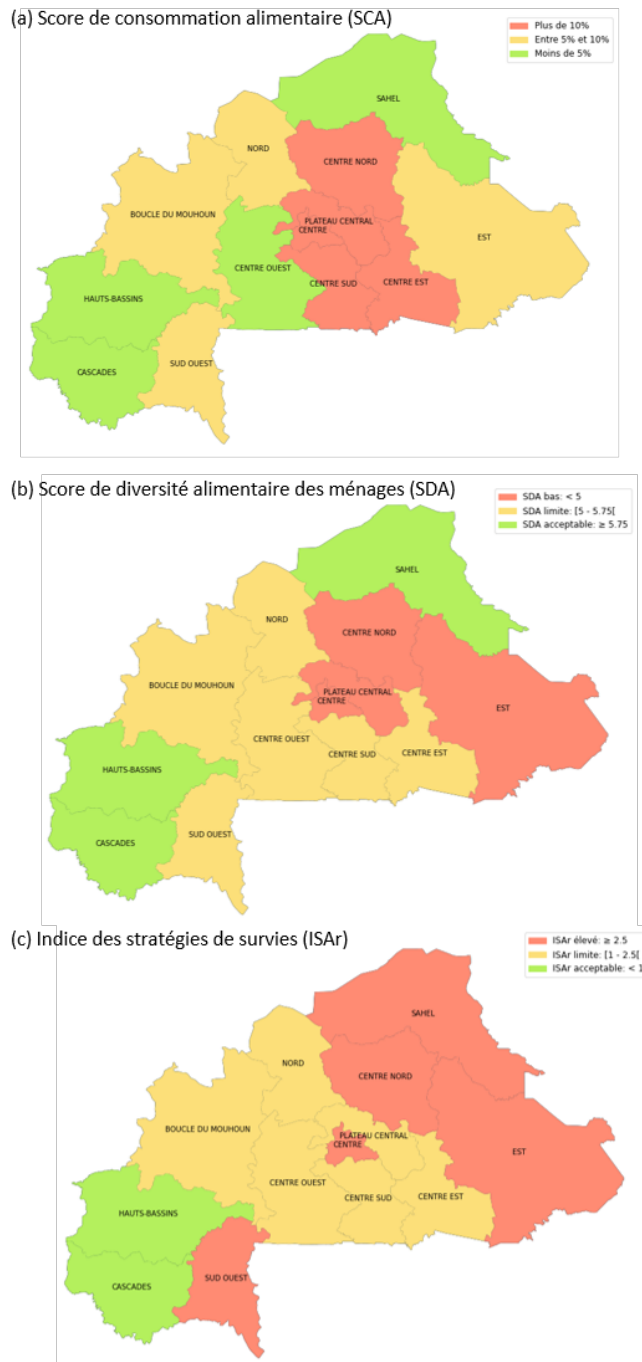 (a) Score de consommation alimentaire (SCA)
Plus de 10%
Entre 5% et 10%
Moins de 5%
SAHEL
NORD
CENTRE NORD
BOUCLE DU MOUHOUN
PLATEAU CENTRAL
CENTRE
EST
CENTRE OUEST
CENTRE SUD
CENTRE EST
HAUTS-BASSINS
SUD OUEST
CASCADES
(b) Score de diversité alimentaire des ménages (SDA)
SDA bas: < 5
SDA limite: [5 - 5.75[
SDA acceptable: ≥ 5.75
SAHEL
NORD
CENTRE NORD
BOUCLE DU MOUHOUN
PLATEAU CENTRAL
CENTRE
EST
CENTRE OUEST
CENTRE SUD
CENTRE EST
HAUTS-BASSINS
SUD OUEST
CASCADES
(c) Indice des stratégies de survies (ISAr)
ISAr élevé: ≥ 2.5
ISAr limite: [1 - 2.5[
ISAr acceptable: < 1
SAHEL
NORD
CENTRE NORD
BOUCLE DU MOUHOUN
PLATEAU CENTRAL
CENTRE
EST
CENTRE OUEST
CENTRE SUD
CENTRE EST
HAUTS-BASSINS
SUD OUEST
CASCADES